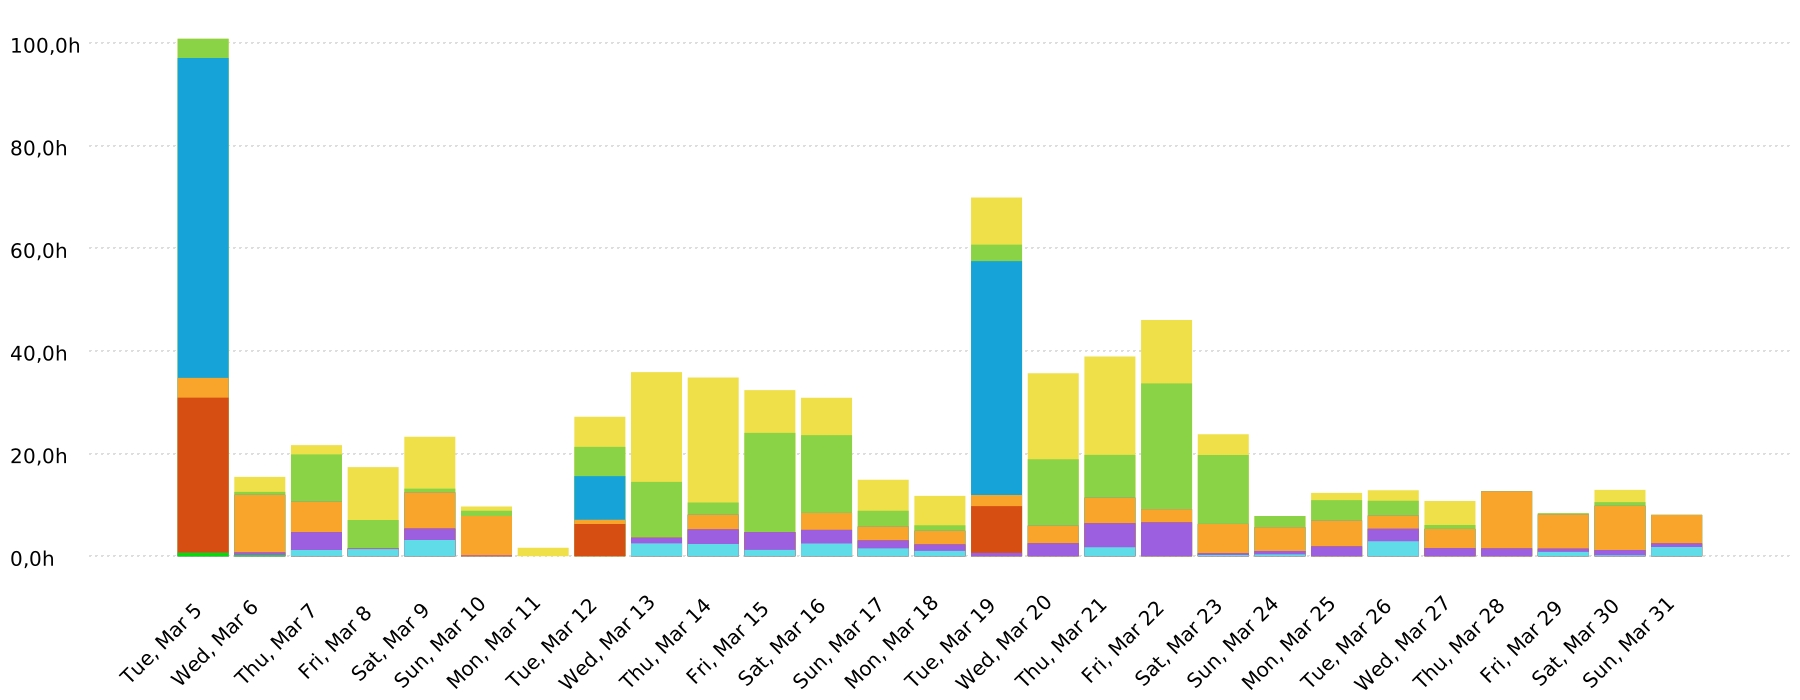 100,0h
80,0h
60,0h
40,0h
20,0h
0,0h
Tue, Mar 5
Wed, Mar 6
Thu, Mar 7
Fri, Mar 8
Sat, Mar 9
Sun, Mar 10
Mon, Mar 11
Tue, Mar 12
Wed, Mar 13
Thu, Mar 14
Fri, Mar 15
Sat, Mar 16
Sun, Mar 17
Mon, Mar 18
Tue, Mar 19
Wed, Mar 20
Thu, Mar 21
Fri, Mar 22
Sat, Mar 23
Sun, Mar 24
Mon, Mar 25
Tue, Mar 26
Wed, Mar 27
Thu, Mar 28
Fri, Mar 29
Sat, Mar 30
Sun, Mar 31